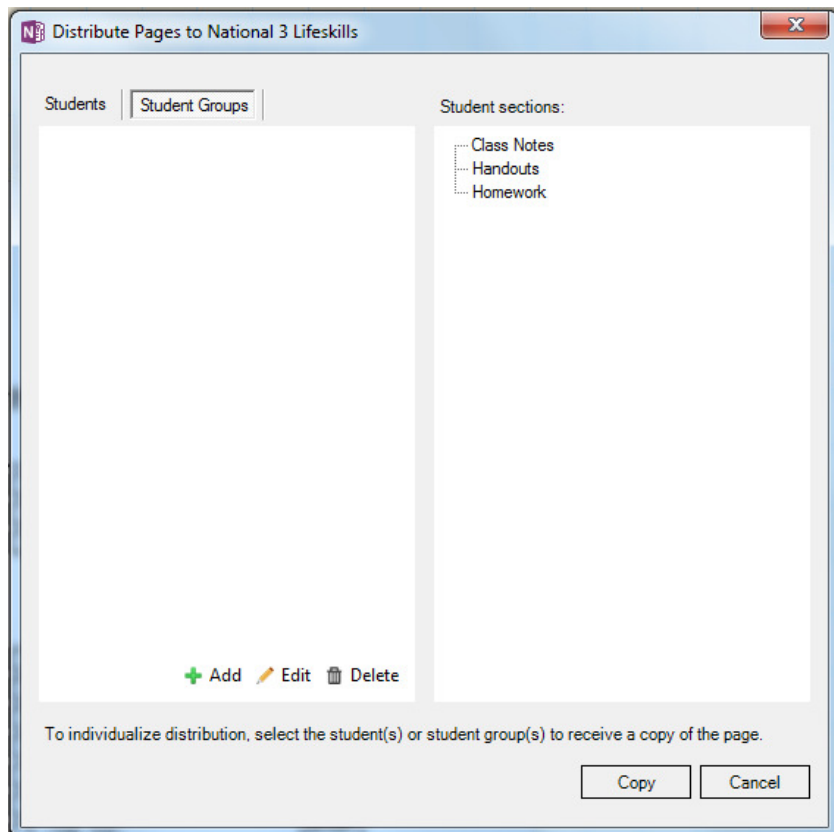 Distribute Pages to National 3 Lifeskills
Students
Student Groups
Student sections:
Class Notes
Handouts
Homework
Add Edit Delete
To individualize distribution, select the student(s) or student group(s) to receive a copy of the page.
Copy Cancel